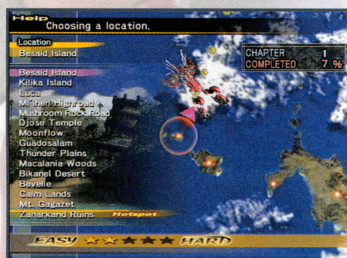 Help
Choosing a location.
Location
Besaid Island
CHAPTER 1
COMPLETED 7 %
Besaid Island
Kilika Island
Luca
Mi'ihen Highroad
Mushroom Rock Road
Djose Temple
Moonflow
Guadosalam
Thunder Plains
Macalania Woods
Bikanel Desert
Bevelle
Calm Lands
Mt. Gagazet
Zanarkand Ruins Hotspot
EASY ★★★★★ HARD